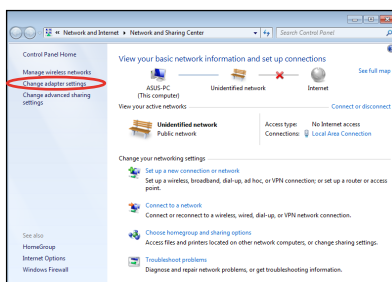 « Network and Internet ▸ Network and Sharing Center
Search Control Panel
Control Panel Home
Manage wireless networks
Change adapter settings
Change advanced sharing
settings
See also
HomeGroup
Internet Options
Windows Firewall
View your basic network information and set up connections
See full map
ASUS-PC
(This computer)
Unidentified network
Internet
View your active networks
Connect or disconnect
Unidentified network
Public network
Access type: No Internet access
Connections: Local Area Connection
Change your networking settings
Set up a new connection or network
Set up a wireless, broadband, dial-up, ad hoc, or VPN connection; or set up a router or access
point.
Connect to a network
Connect or reconnect to a wireless, wired, dial-up, or VPN network connection.
Choose homegroup and sharing options
Access files and printers located on other network computers, or change sharing settings.
Troubleshoot problems
Diagnose and repair network problems, or get troubleshooting information.